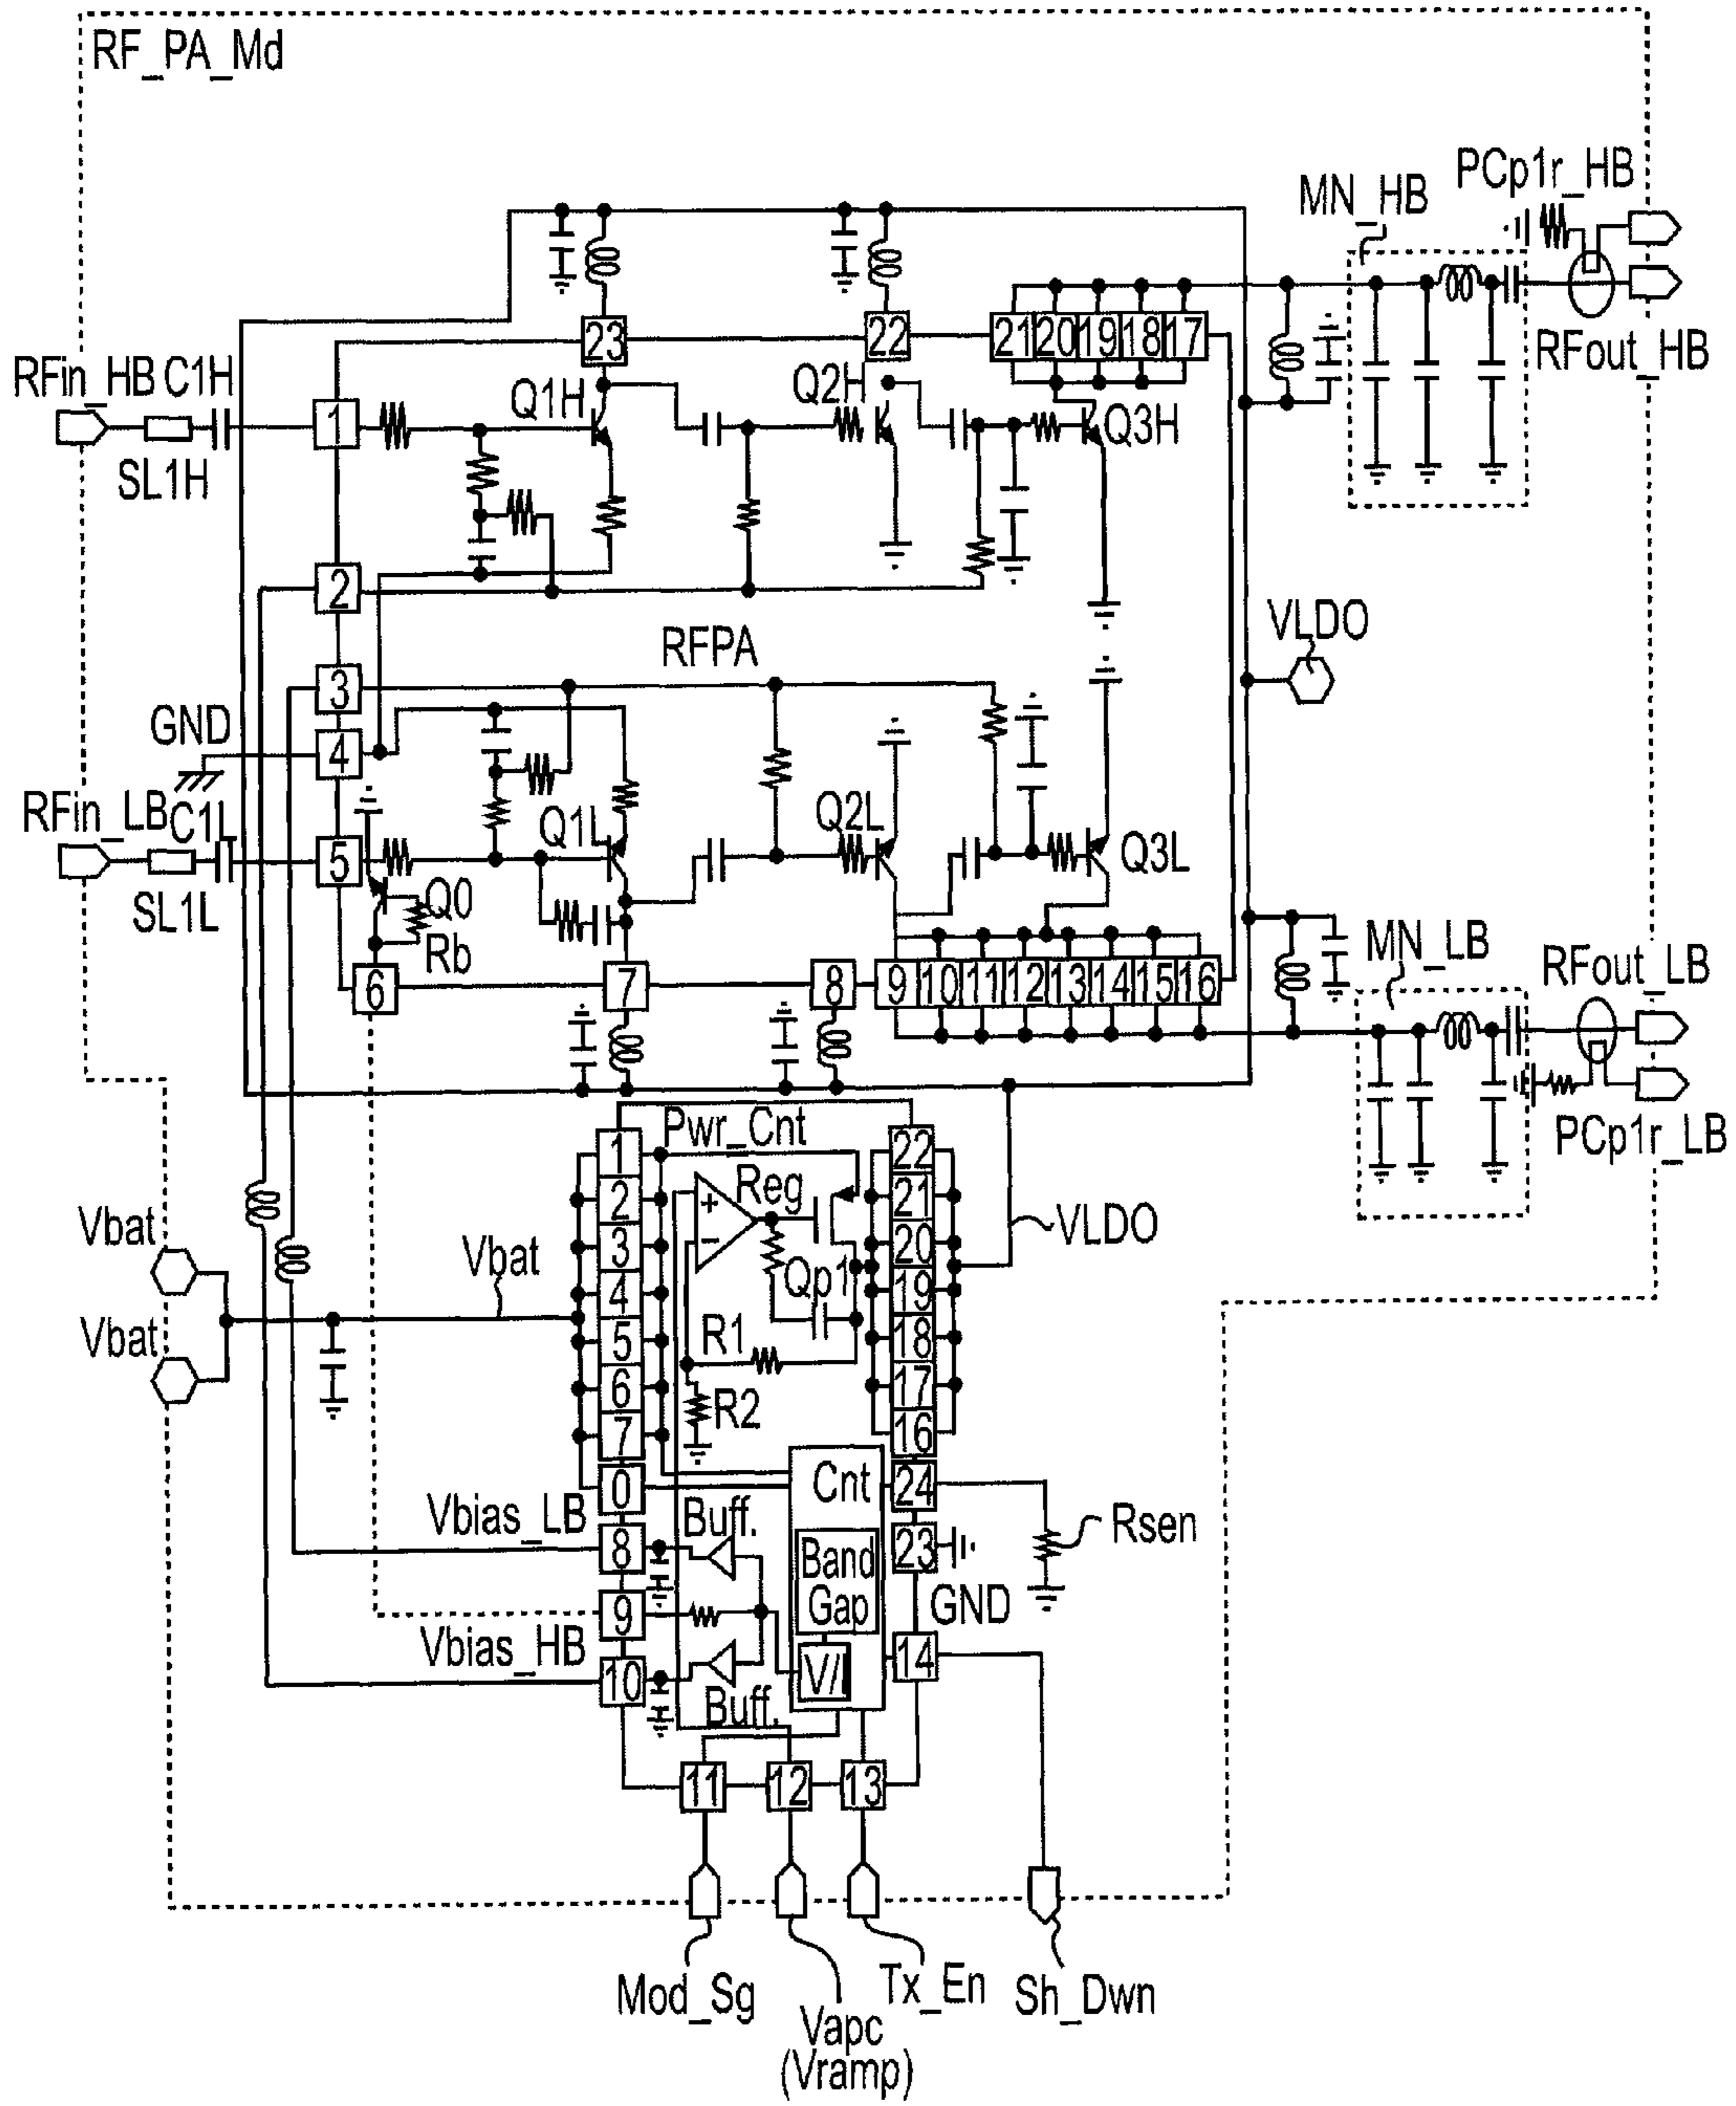 RF_PA_Md
PCp1r_HB
MN_HB
23
22
21 20 19 18 17
RFout_HB
RFin_HB C1H
Q1H
Q2H
Q3H
1
SL1H
2
VLDO
RFPA
3
GND
4
RFin_LB C1L
Q1L
Q2L
Q3L
5
SL1L
Q0
Rb
MN_LB
RFout_LB
6
7
8
9 10 11 12 13 14 15 16
PCp1r_LB
Pwr_Cnt
1
22
Reg
+
2
21
VLDO
Vbat
Vbat
−
3
20
Qp1
4
19
Vbat
R1
5
18
6
R2
17
7
16
0
Cnt
24
Vbias_LB
Buff.
Rsen
8
Band
Gap
23
GND
9
Vbias_HB
14
10
V/I
Buff.
11
12
13
Mod_Sg
Tx_En
Sh_Dwn
Vapc
(Vramp)